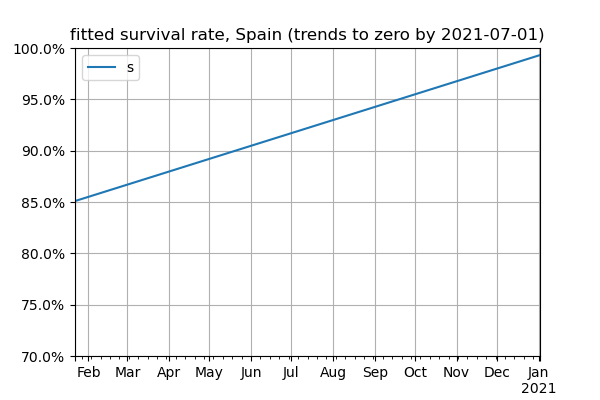 fitted survival rate, Spain (trends to zero by 2021-07-01)
100.0%
s
95.0%
90.0%
85.0%
80.0%
75.0%
70.0%
Feb Mar Apr May Jun Jul Aug Sep Oct Nov Dec Jan
2021